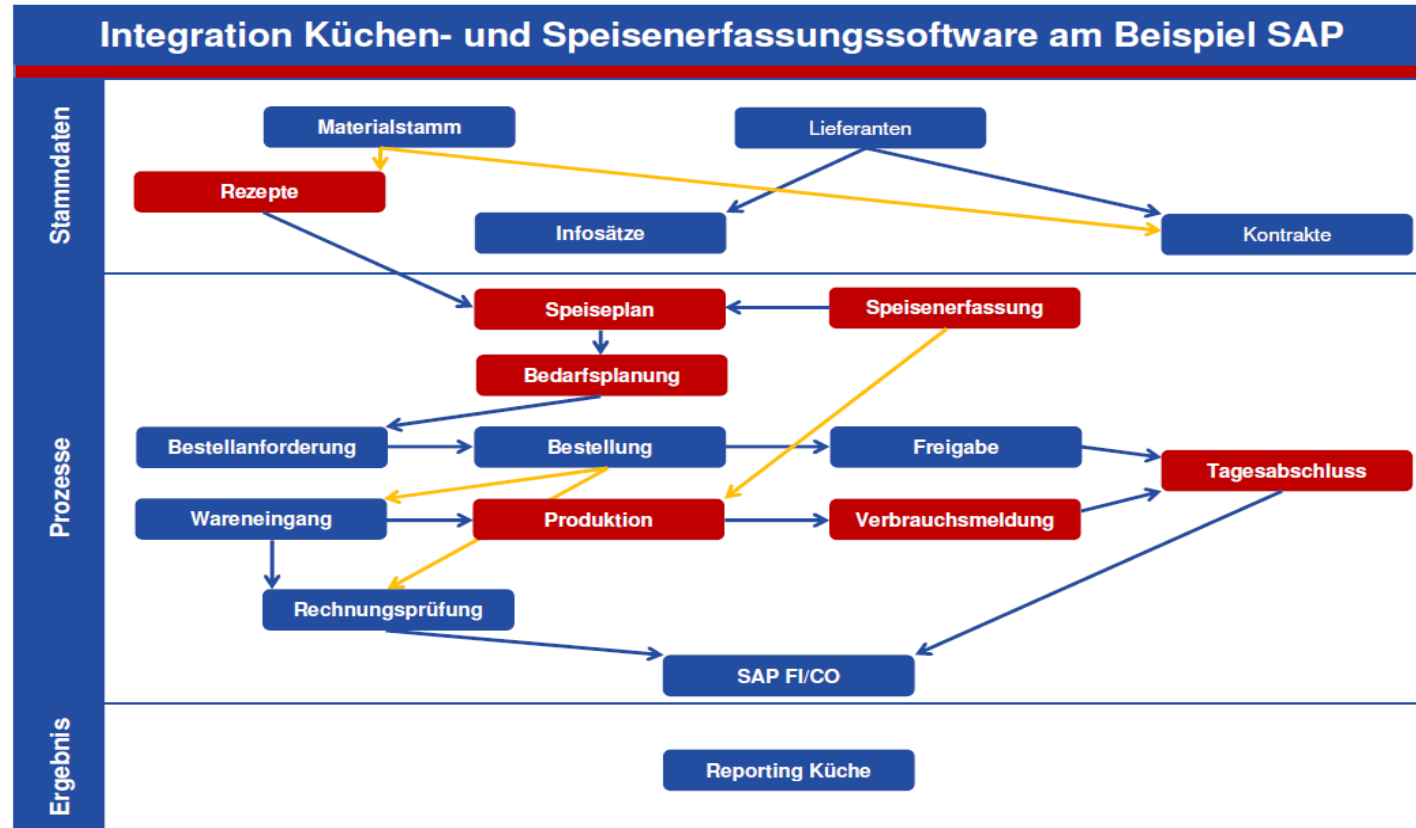 Integration Küchen- und Speisenerfassungssoftware am Beispiel SAP
Stammdaten
Materialstamm
Lieferanten
Rezepte
Infosätze
Kontrakte
Prozesse
Speiseplan
Speisenerfassung
Bedarfsplanung
Bestellanforderung
Bestellung
Freigabe
Tagesabschluss
Wareneingang
Produktion
Verbrauchsmeldung
Rechnungsprüfung
SAP FI/CO
Ergebnis
Reporting Küche